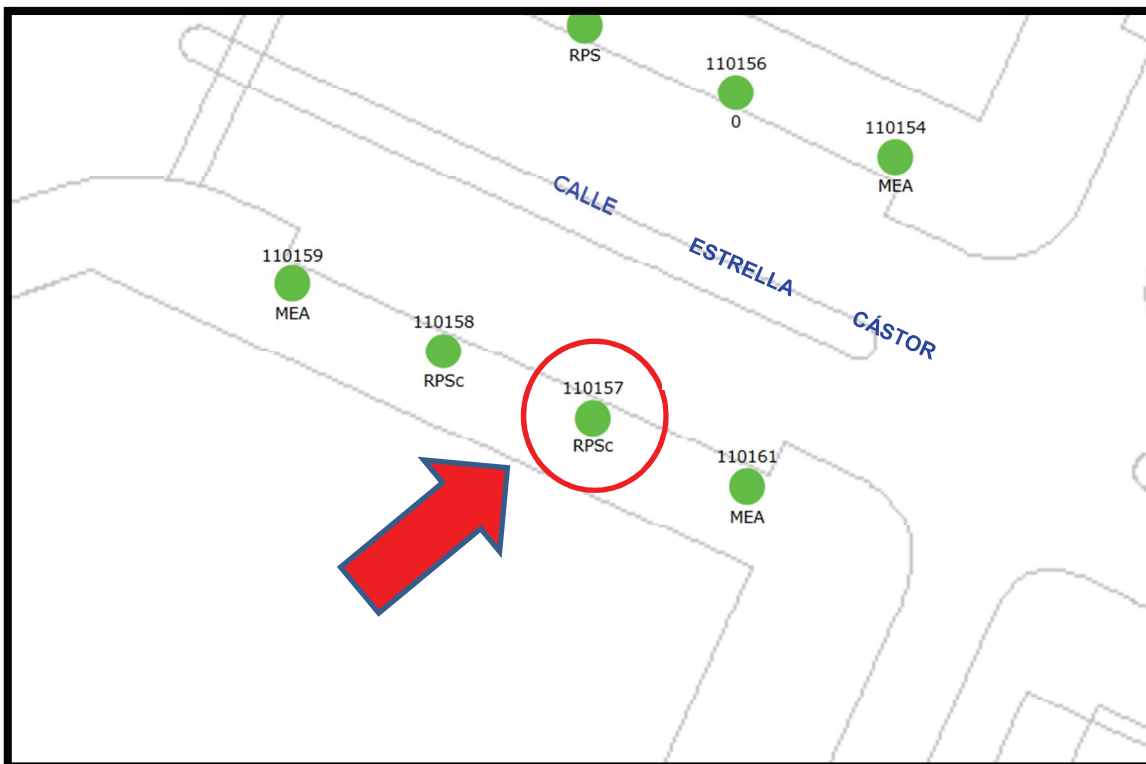 RPS
110156
0
110154
MEA
CALLE
ESTRELLA
CÁSTOR
110159
MEA
110158
RPSc
110157
RPSc
110161
MEA